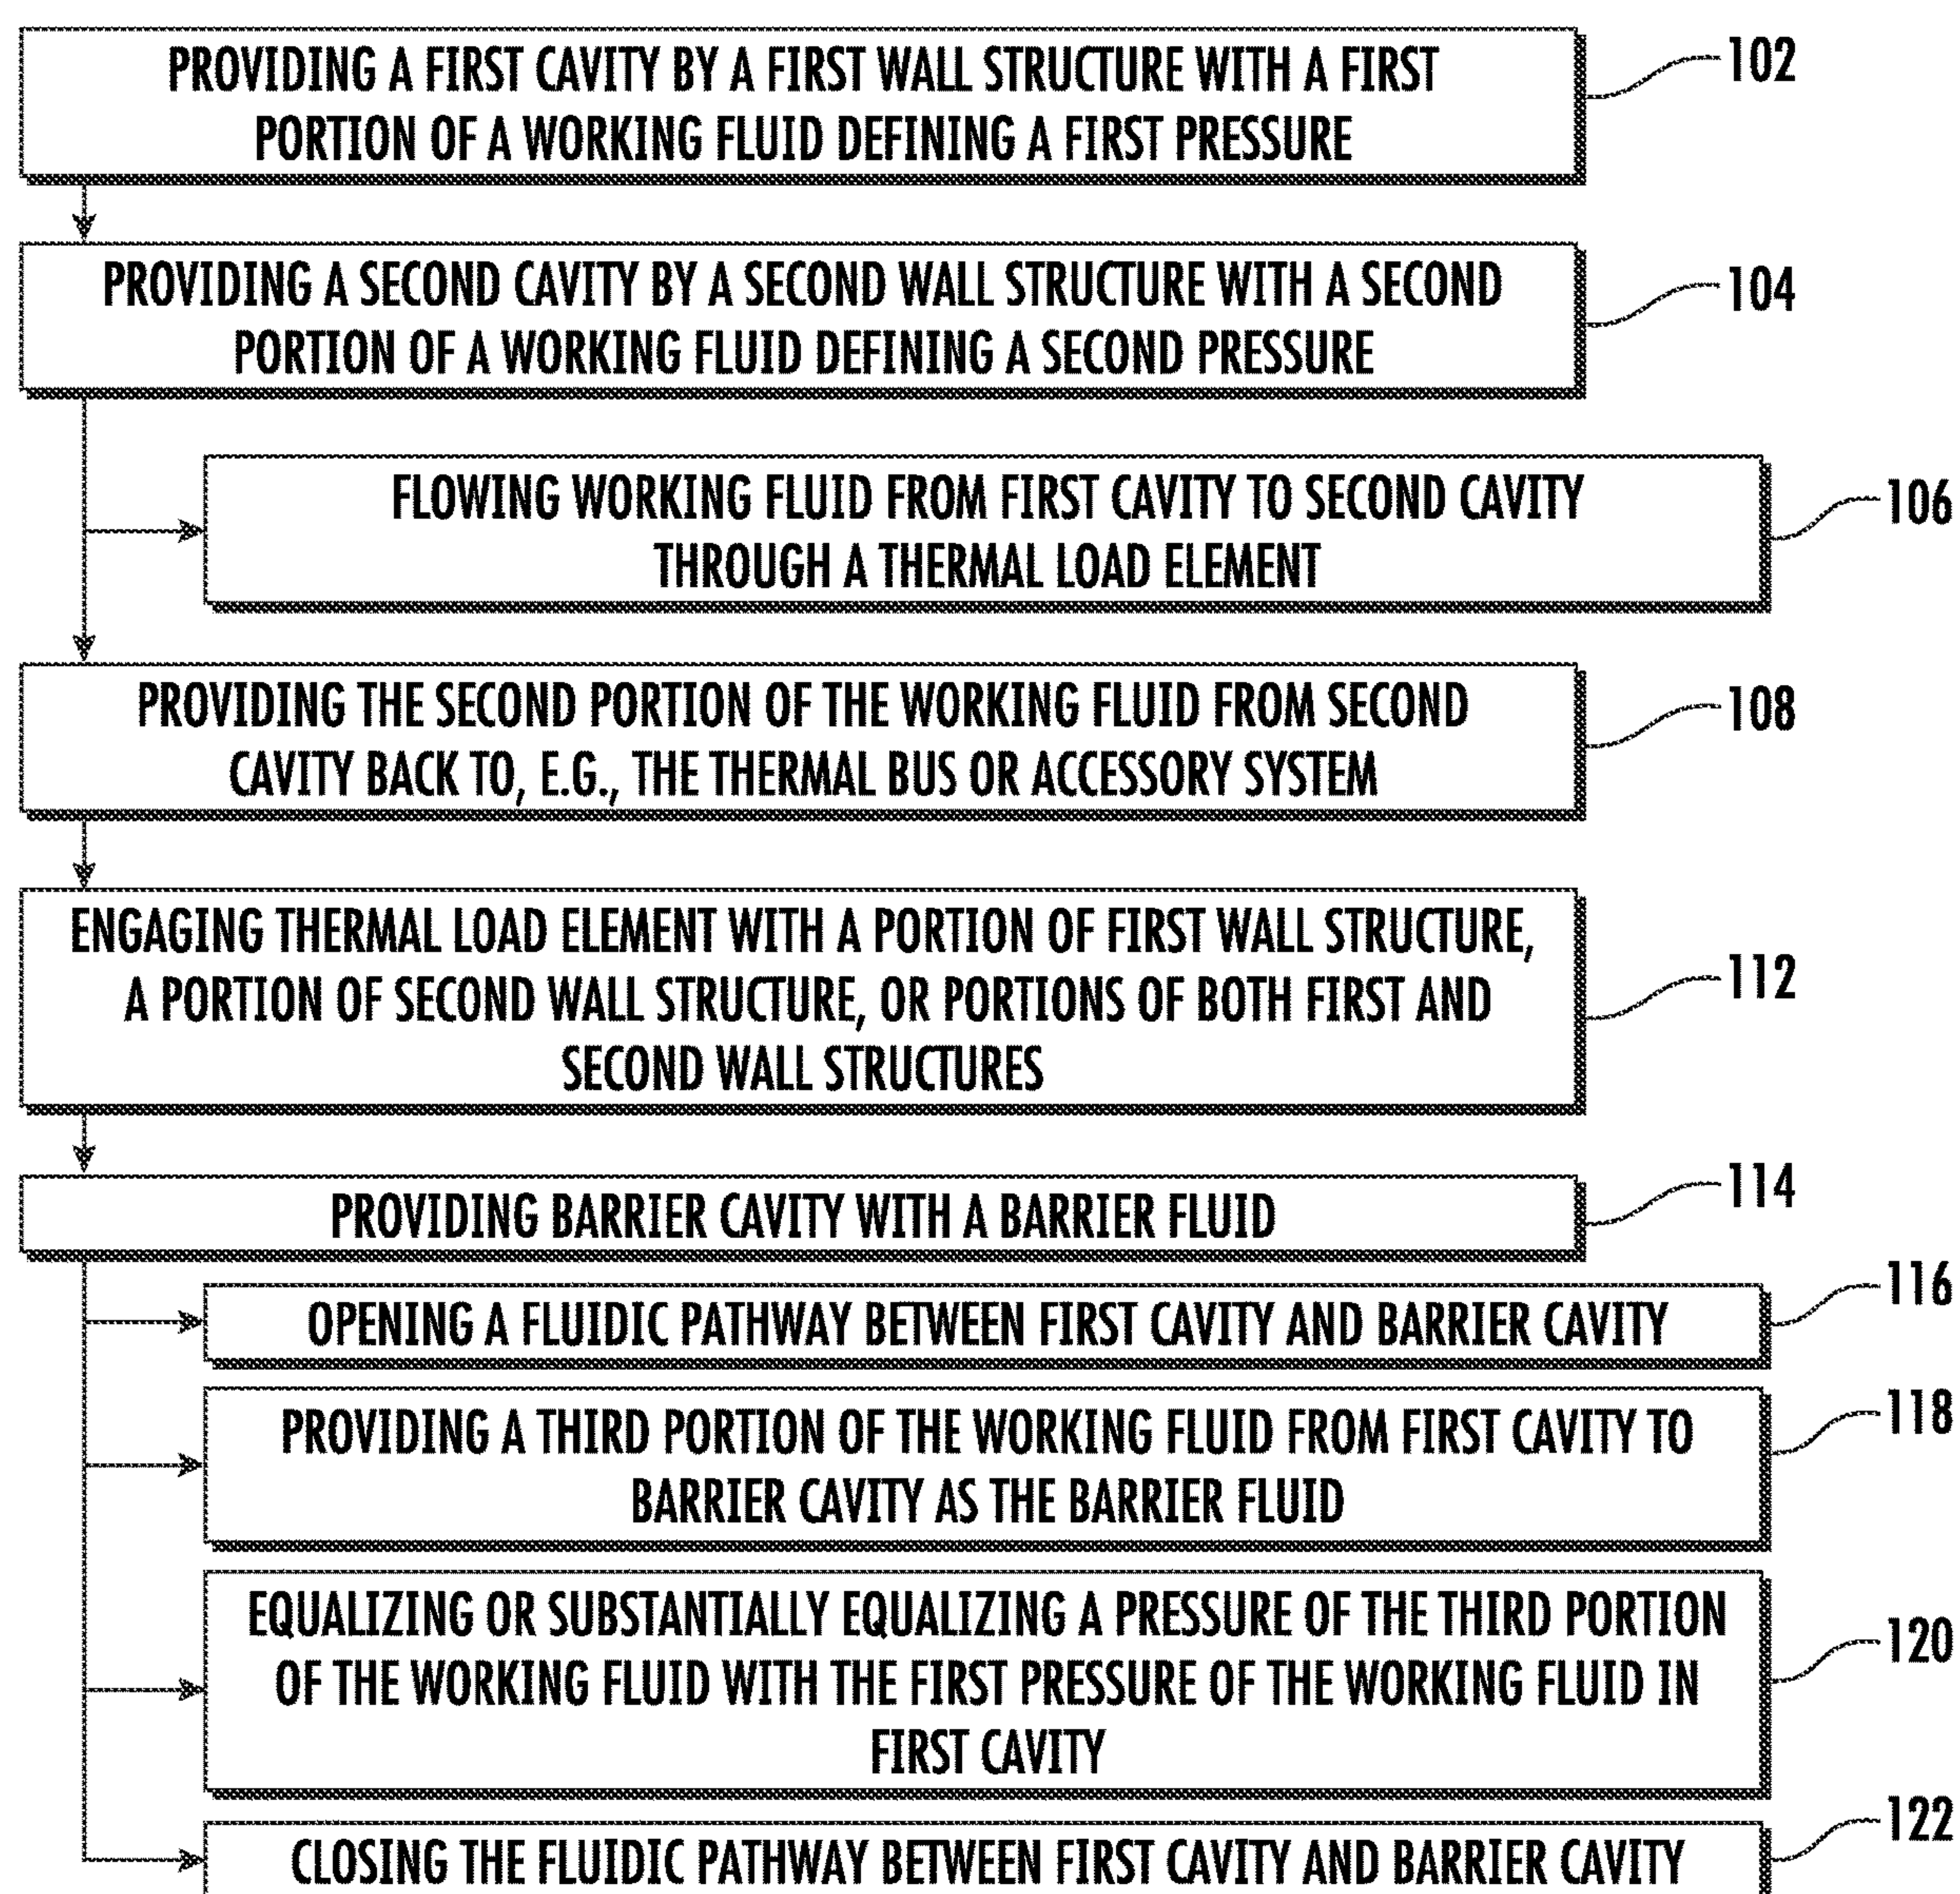 PROVIDING A FIRST CAVITY BY A FIRST WALL STRUCTURE WITH A FIRST
PORTION OF A WORKING FLUID DEFINING A FIRST PRESSURE
102
PROVIDING A SECOND CAVITY BY A SECOND WALL STRUCTURE WITH A SECOND
PORTION OF A WORKING FLUID DEFINING A SECOND PRESSURE
104
FLOWING WORKING FLUID FROM FIRST CAVITY TO SECOND CAVITY
THROUGH A THERMAL LOAD ELEMENT
106
PROVIDING THE SECOND PORTION OF THE WORKING FLUID FROM SECOND
CAVITY BACK TO, E.G., THE THERMAL BUS OR ACCESSORY SYSTEM
108
ENGAGING THERMAL LOAD ELEMENT WITH A PORTION OF FIRST WALL STRUCTURE,
A PORTION OF SECOND WALL STRUCTURE, OR PORTIONS OF BOTH FIRST AND
SECOND WALL STRUCTURES
112
PROVIDING BARRIER CAVITY WITH A BARRIER FLUID
114
OPENING A FLUIDIC PATHWAY BETWEEN FIRST CAVITY AND BARRIER CAVITY
116
PROVIDING A THIRD PORTION OF THE WORKING FLUID FROM FIRST CAVITY TO
BARRIER CAVITY AS THE BARRIER FLUID
118
EQUALIZING OR SUBSTANTIALLY EQUALIZING A PRESSURE OF THE THIRD PORTION
OF THE WORKING FLUID WITH THE FIRST PRESSURE OF THE WORKING FLUID IN
FIRST CAVITY
120
CLOSING THE FLUIDIC PATHWAY BETWEEN FIRST CAVITY AND BARRIER CAVITY
122